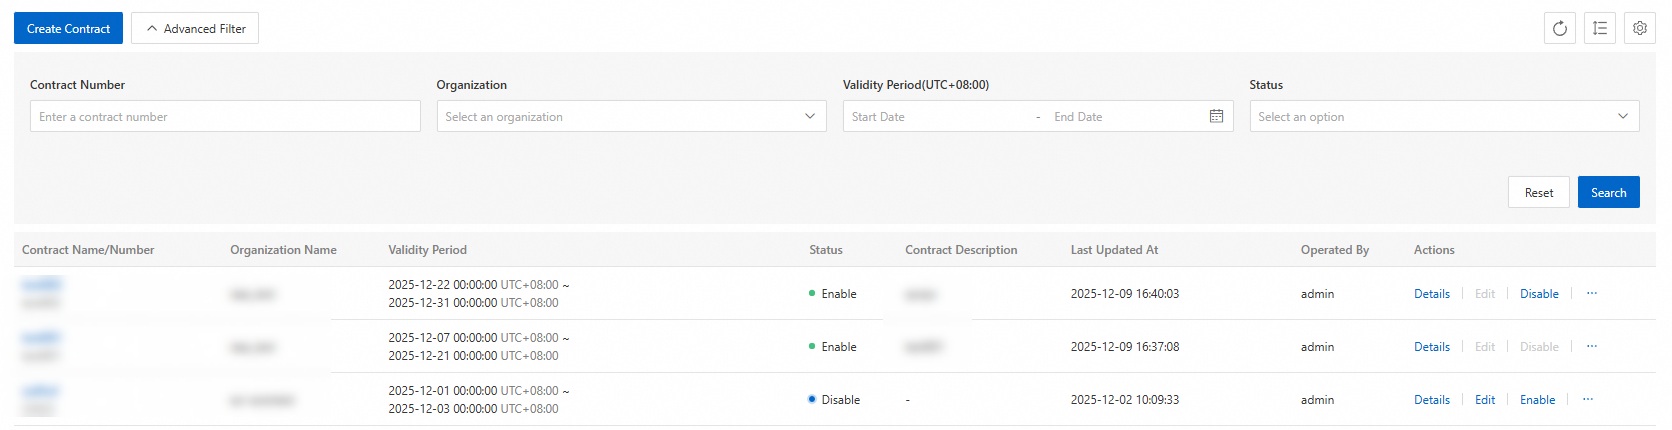 Create Contract Advanced Filter
Contract Number Organization Validity Period(UTC+08:00) Status
Enter a contract number Select an organization Start Date - End Date Select an option
Reset Search
Contract Name/Number Organization Name Validity Period Status Contract Description Last Updated At Operated By Actions
2025-12-22 00:00:00 UTC+08:00 ~
2025-12-31 00:00:00 UTC+08:00
Enable 2025-12-09 16:40:03 admin Details Edit Disable ...
2025-12-07 00:00:00 UTC+08:00 ~
2025-12-21 00:00:00 UTC+08:00
Enable 2025-12-09 16:37:08 admin Details Edit Disable ...
2025-12-01 00:00:00 UTC+08:00 ~
2025-12-03 00:00:00 UTC+08:00
Disable - 2025-12-02 10:09:33 admin Details Edit Enable ...